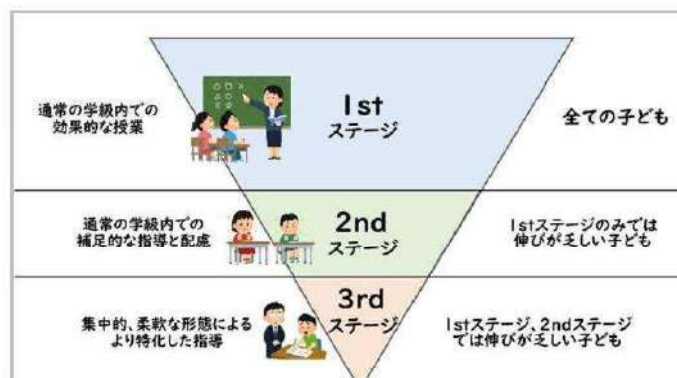 通常の学級内での
効果的な授業
1st
ステージ
全ての子ども
通常の学級内での
補足的な指導と配慮
2nd
ステージ
1stステージのみでは
伸びが乏しい子ども
集中的、柔軟な形態による
より特化した指導
3rd
ステージ
1stステージ、2ndステージ
では伸びが乏しい子ども